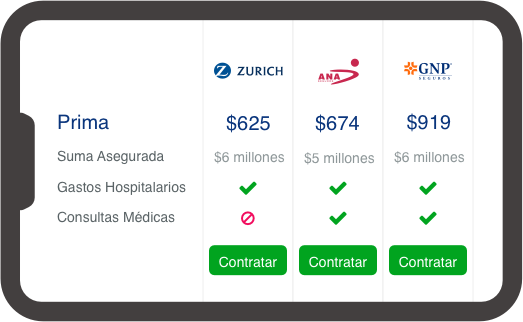 ZURICH ANA GNP
SEGUROS
Prima $625 $674 $919
Suma Asegurada $6 millones $5 millones $6 millones
Gastos Hospitalarios
Consultas Médicas
Contratar Contratar Contratar